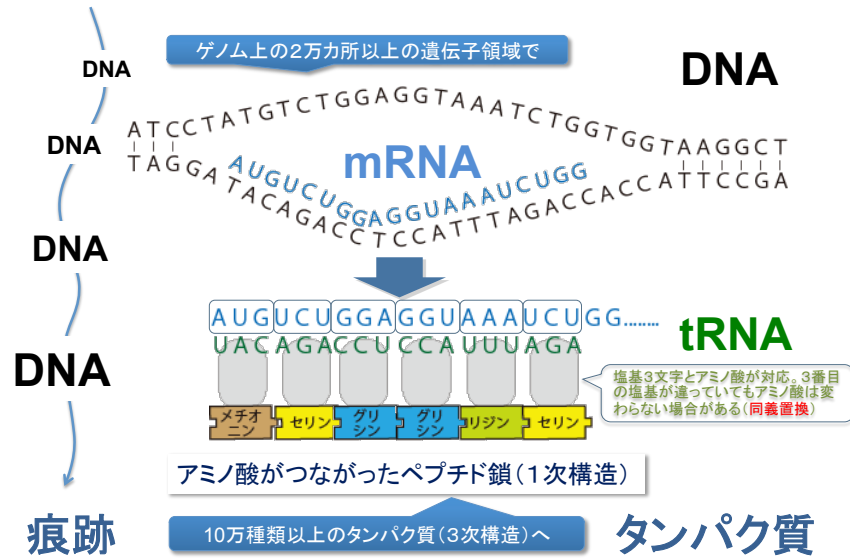 ゲノム上の２万カ所以上の遺伝子領域で
DNA
DNA
DNA
DNA
DNA
ATCCTATGTCTGGAGGTAAATCTGGTGGTAAGGCT
mRNA
AUGUCUGGAGGUAAAUCUGG
TAGGATACAGACCTCCATTTAGACCACCATTCCGA
AUGUCUGGAGGUAAAUCUGG........
tRNA
UACAGACCUCCAUUUAGA
塩基３文字とアミノ酸が対応。３番目
の塩基が違っていてもアミノ酸は変
わらない場合がある（同義置換）
メチオ
ニン
セリン
グリ
シン
グリ
シン
リジン
セリン
アミノ酸がつながったペプチド鎖（１次構造）
痕跡
10万種類以上のタンパク質（３次構造）へ
タンパク質